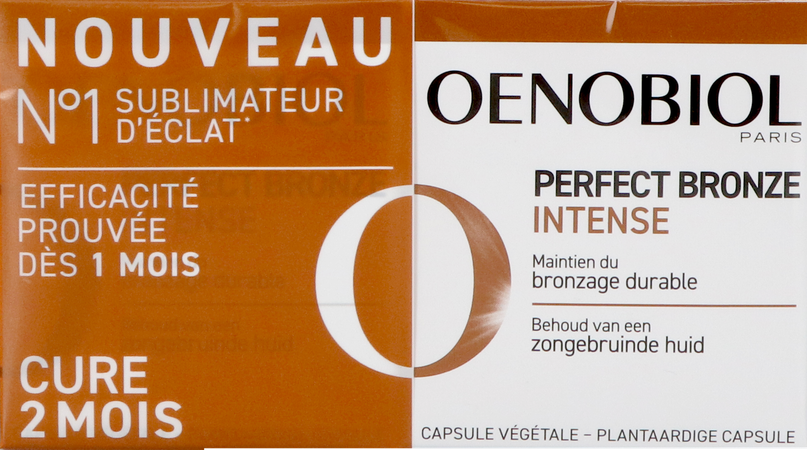 NOUVEAU
N°1 SUBLIMATEUR
D'ÉCLAT*
EFFICACITÉ
PROUVÉE
DÈS 1 MOIS
CURE
2 MOIS
OENOBIOL
PARIS
PERFECT BRONZE
INTENSE
Maintien du
bronzage durable
Behoud van een
zongebruinde huid
CAPSULE VÉGÉTALE – PLANTAARDIGE CAPSULE